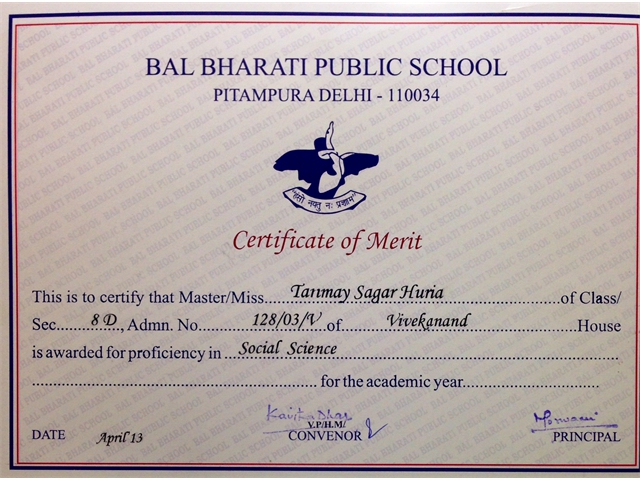 BAL BHARATI PUBLIC SCHOOL
PITAMPURA DELHI - 110034
Certificate of Merit
This is to certify that Master/Miss Tanmay Sagar Huria of Class/
Sec. 8 D, Admn. No. 128/03/V of Vivekanand House
is awarded for proficiency in Social Science
for the academic year
Kavita Dhar
V.P/H.M/
DATE April 13 CONVENOR PRINCIPAL